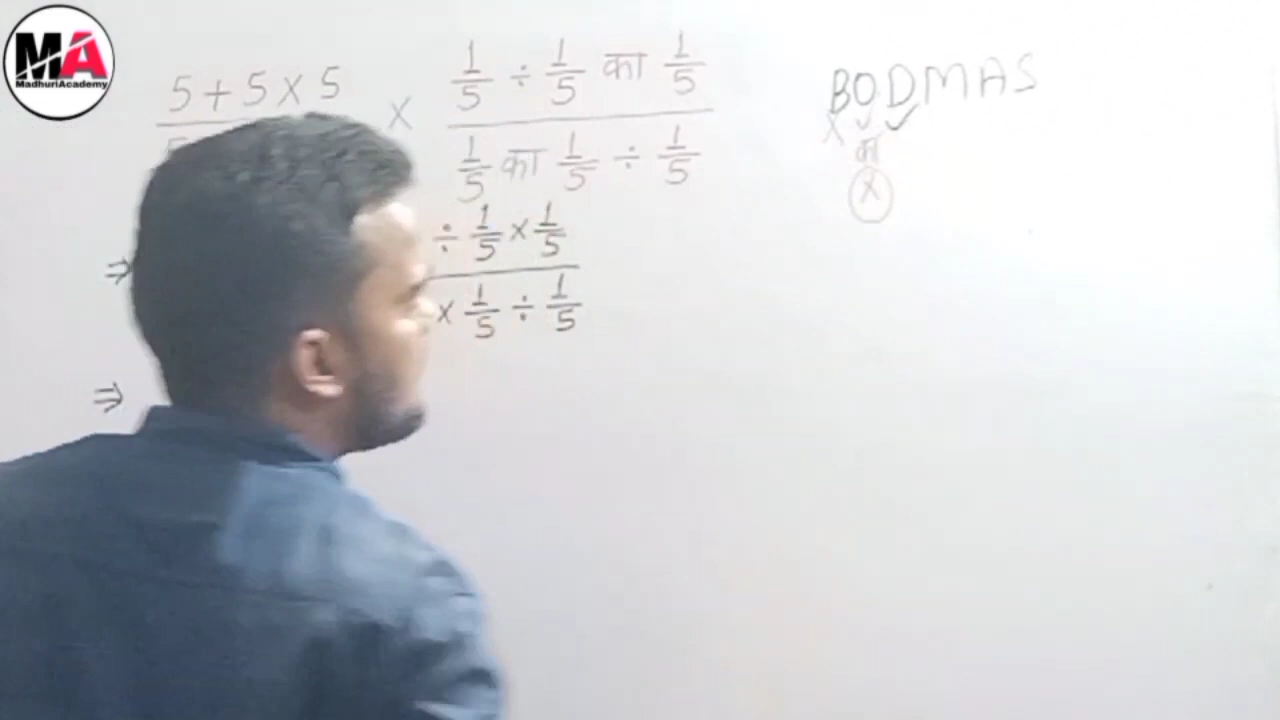 MA
MadhuriAcademy
5 + 5 x 5 x 1/5 ÷ 1/5 का 1/5
1/5 का 1/5 ÷ 1/5
BODMAS
x का
x
⇒ ÷ 1/5 x 1/5
x 1/5 ÷ 1/5
⇒